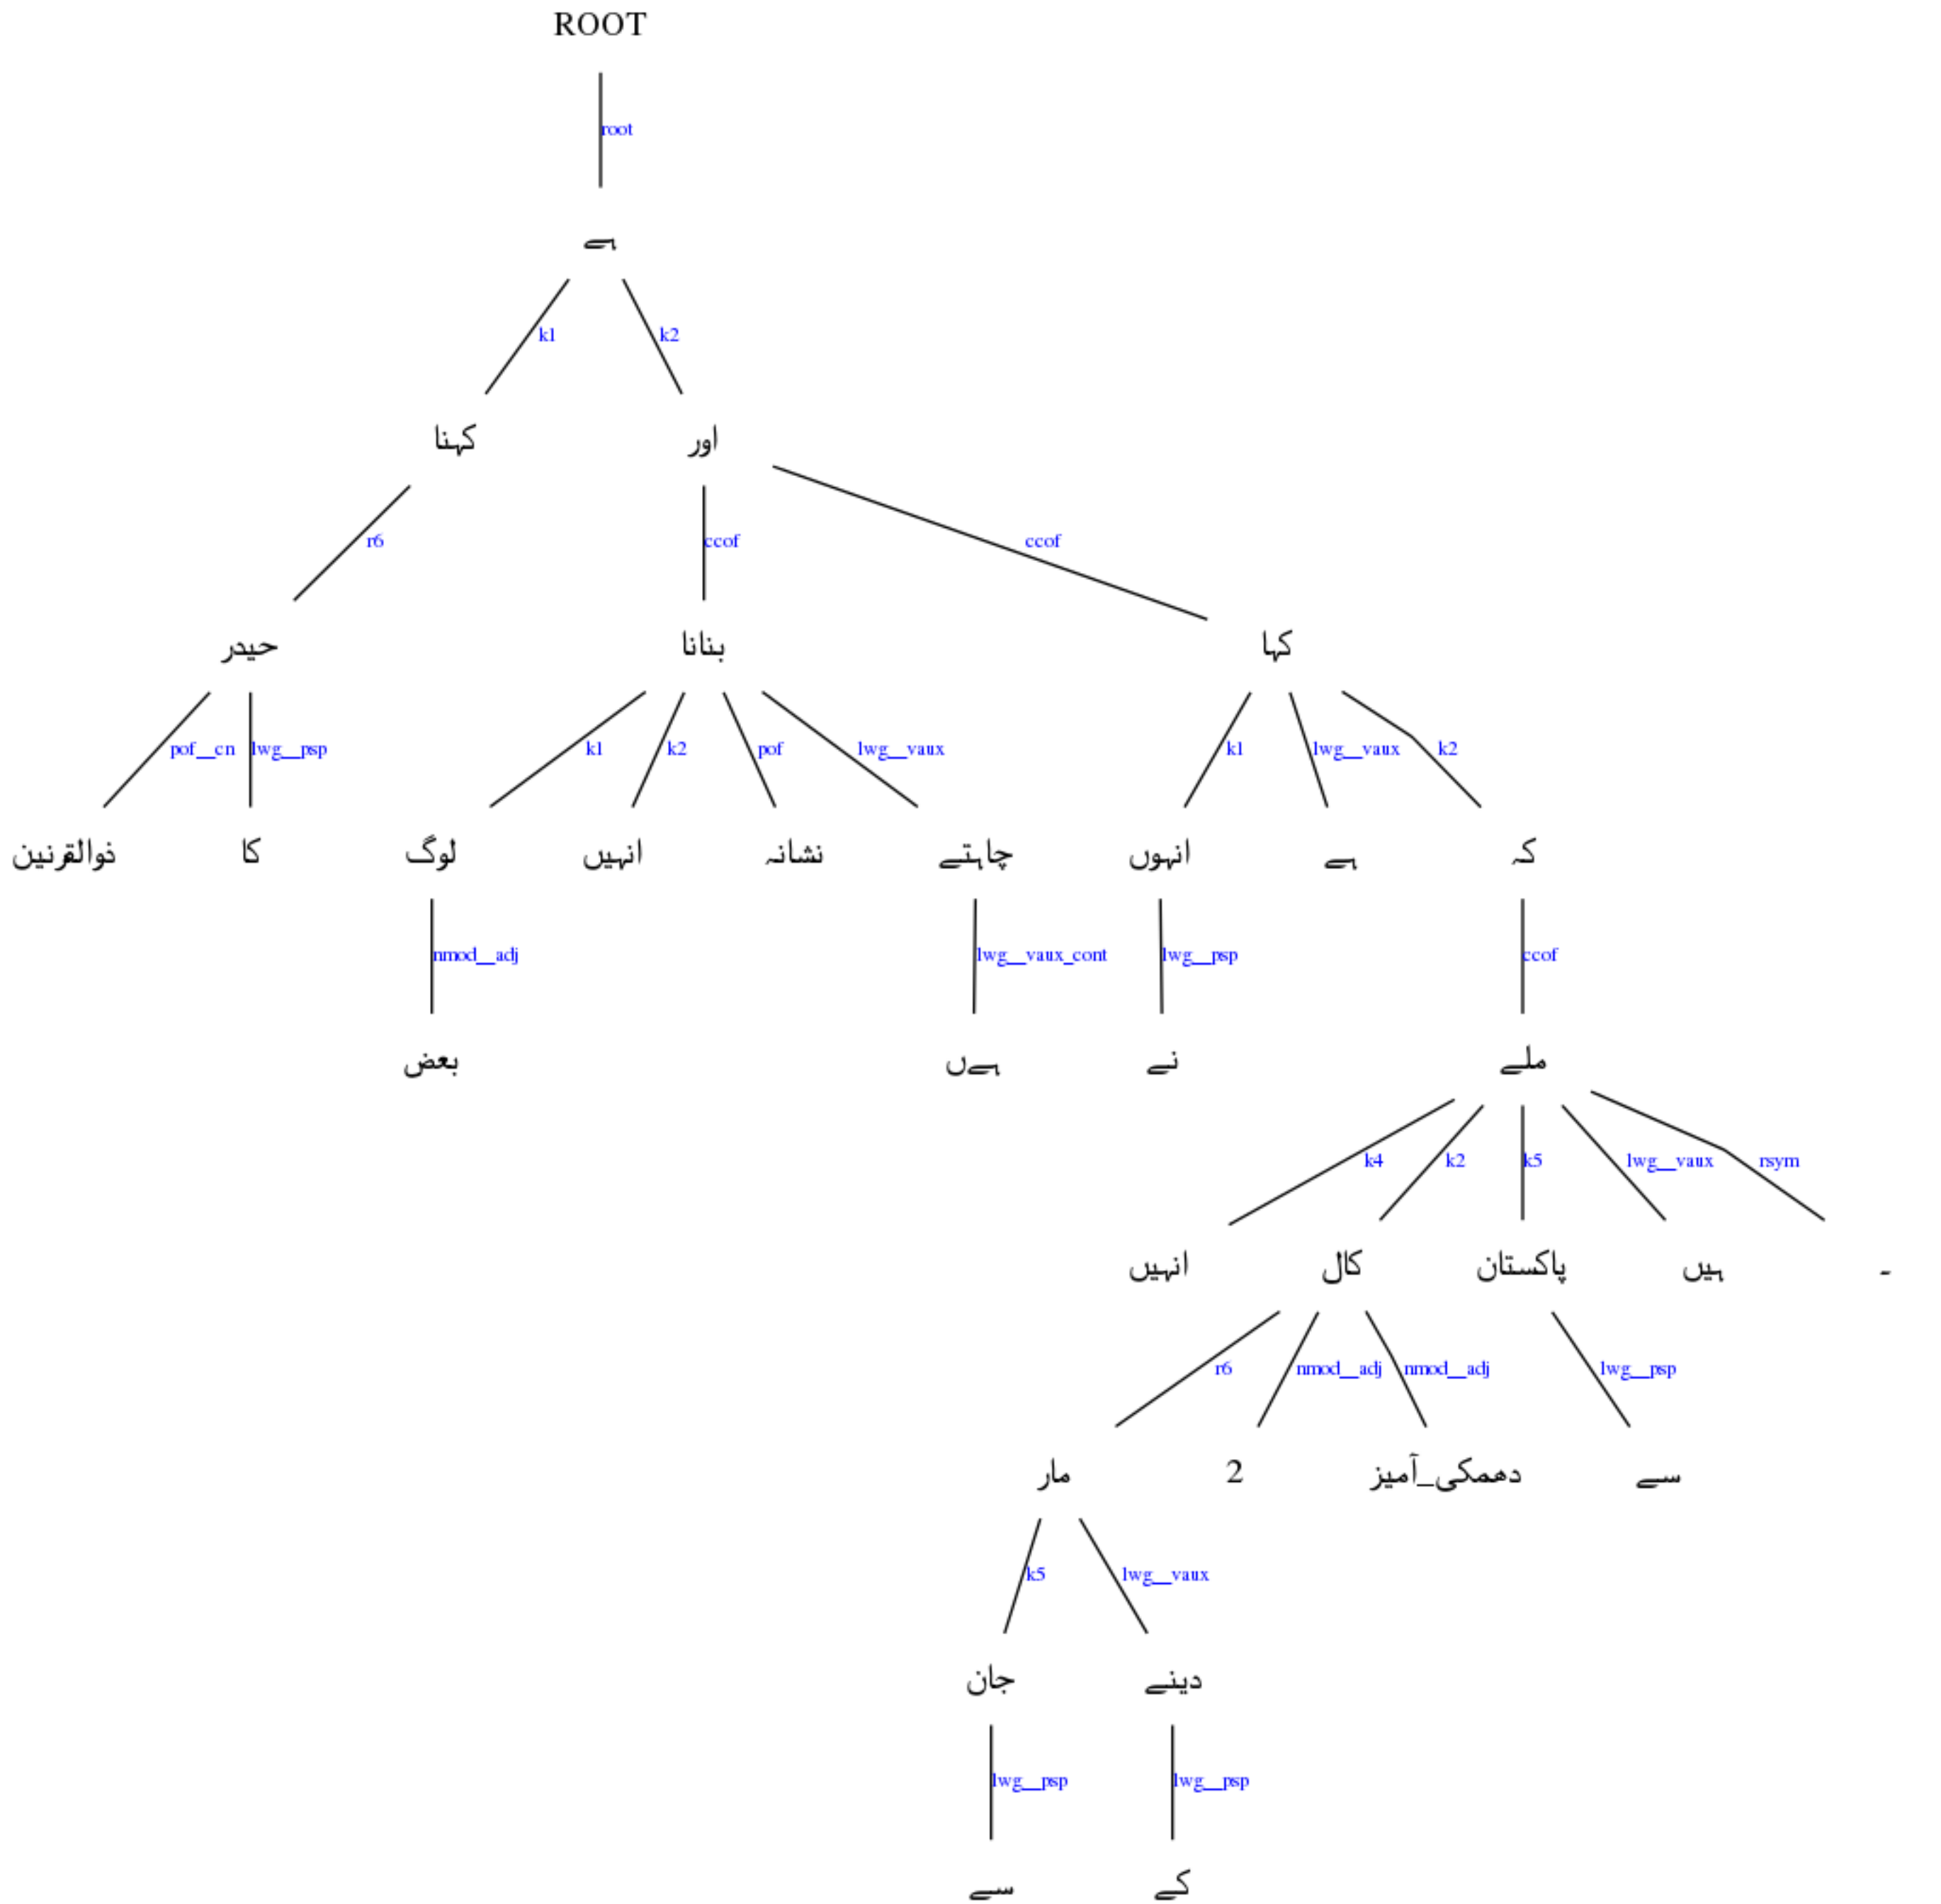 ROOT
root
ہے
k1 k2
کہنا اور
r6 ccof ccof
حیدر بنانا کہا
pof__cn lwg__psp k1 k2 pof lwg__vaux k1 lwg__vaux k2
ذوالقرنین کا لوگ انہیں نشانہ چاہتے انہوں ہے کہ
nmod__adj lwg__vaux_cont lwg__psp ccof
بعض ہےں نے ملے
k4 k2 k5 lwg__vaux rsym
انہیں کال پاکستان ہیں ۔
r6 nmod__adj nmod__adj lwg__psp
مار 2 دھمکی_آمیز سے
k5 lwg__vaux
جان دینے
lwg__psp lwg__psp
سے کے